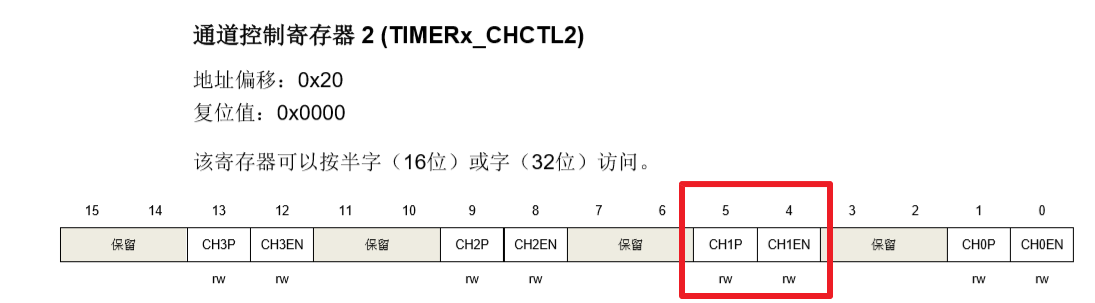 通道控制寄存器 2 (TIMERx_CHCTL2)
地址偏移：0x20
复位值：0x0000
该寄存器可以按半字（16位）或字（32位）访问。
15 14 13 12 11 10 9 8 7 6 5 4 3 2 1 0
保留 CH3P CH3EN 保留 CH2P CH2EN 保留 CH1P CH1EN 保留 CH0P CH0EN
rw rw rw rw rw rw rw rw